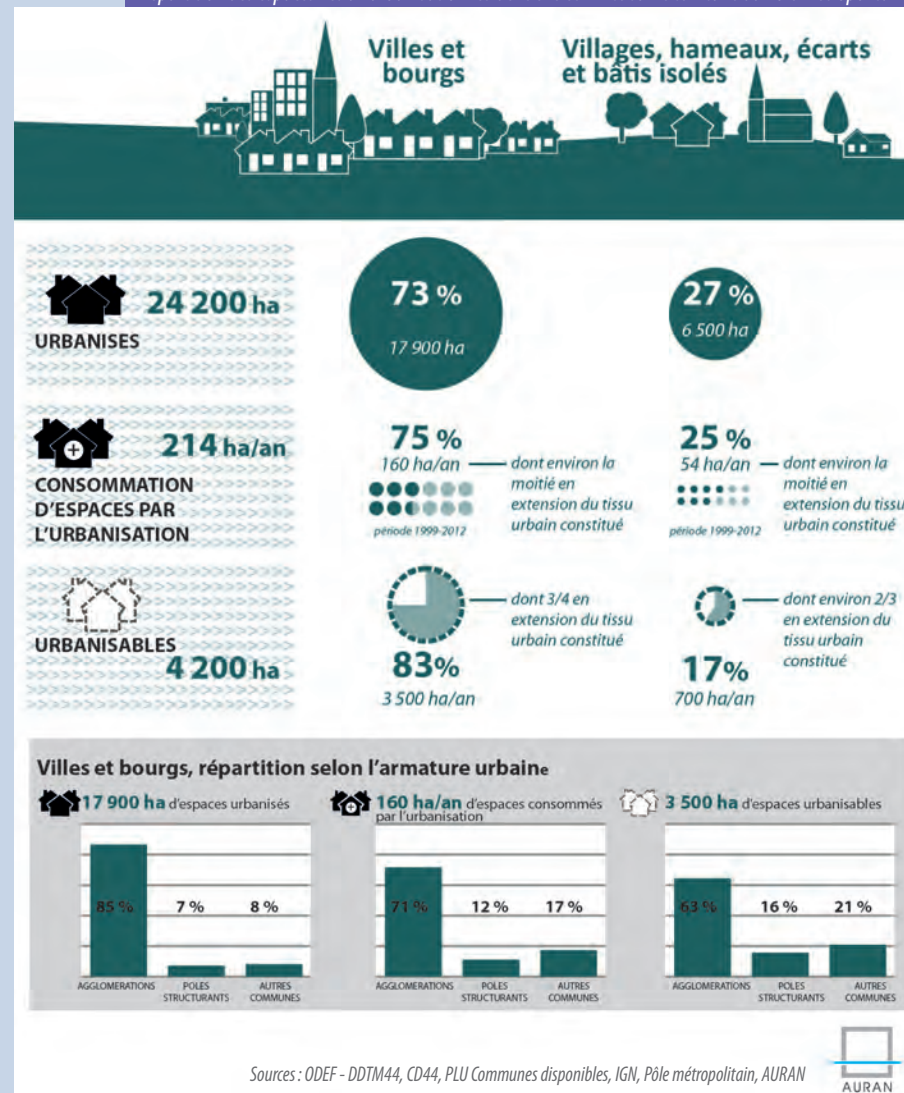 Villes et
bourgs
Villages, hameaux, écarts
et bâtis isolés
24 200 ha
URBANISES
73 %
17 900 ha
27 %
6 500 ha
214 ha/an
CONSOMMATION
D'ESPACES PAR
L'URBANISATION
75 %
160 ha/an
période 1999-2012
dont environ la
moitié en
extension du tissu
urbain constitué
25 %
54 ha/an
période 1999-2012
dont environ la
moitié en
extension du tissu
urbain constitué
URBANISABLES
4 200 ha
dont 3/4 en
extension du tissu
urbain constitué
83%
3 500 ha/an
dont environ 2/3
en extension du
tissu urbain
constitué
17%
700 ha/an
Villes et bourgs, répartition selon l'armature urbaine
17 900 ha d'espaces urbanisés
85 %
7 %
8 %
AGGLOMERATIONS
POLES
STRUCTURANTS
AUTRES
COMMUNES
160 ha/an d'espaces consommés
par l'urbanisation
71 %
12 %
17 %
AGGLOMERATIONS
POLES
STRUCTURANTS
AUTRES
COMMUNES
3 500 ha d'espaces urbanisables
63 %
16 %
21 %
AGGLOMERATIONS
POLES
STRUCTURANTS
AUTRES
COMMUNES
Sources : ODEF - DDTM44, CD44, PLU Communes disponibles, IGN, Pôle métropolitain, AURAN
AURAN